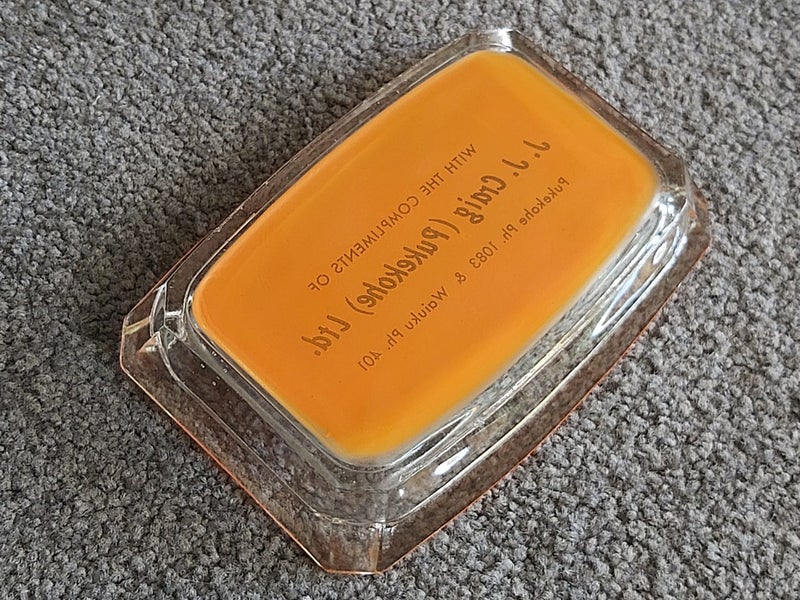 WITH THE COMPLIMENTS OF
J. J. Craig (Pukekohe) Ltd.
Pukekohe Ph. 1083 & Waiuku Ph. 401